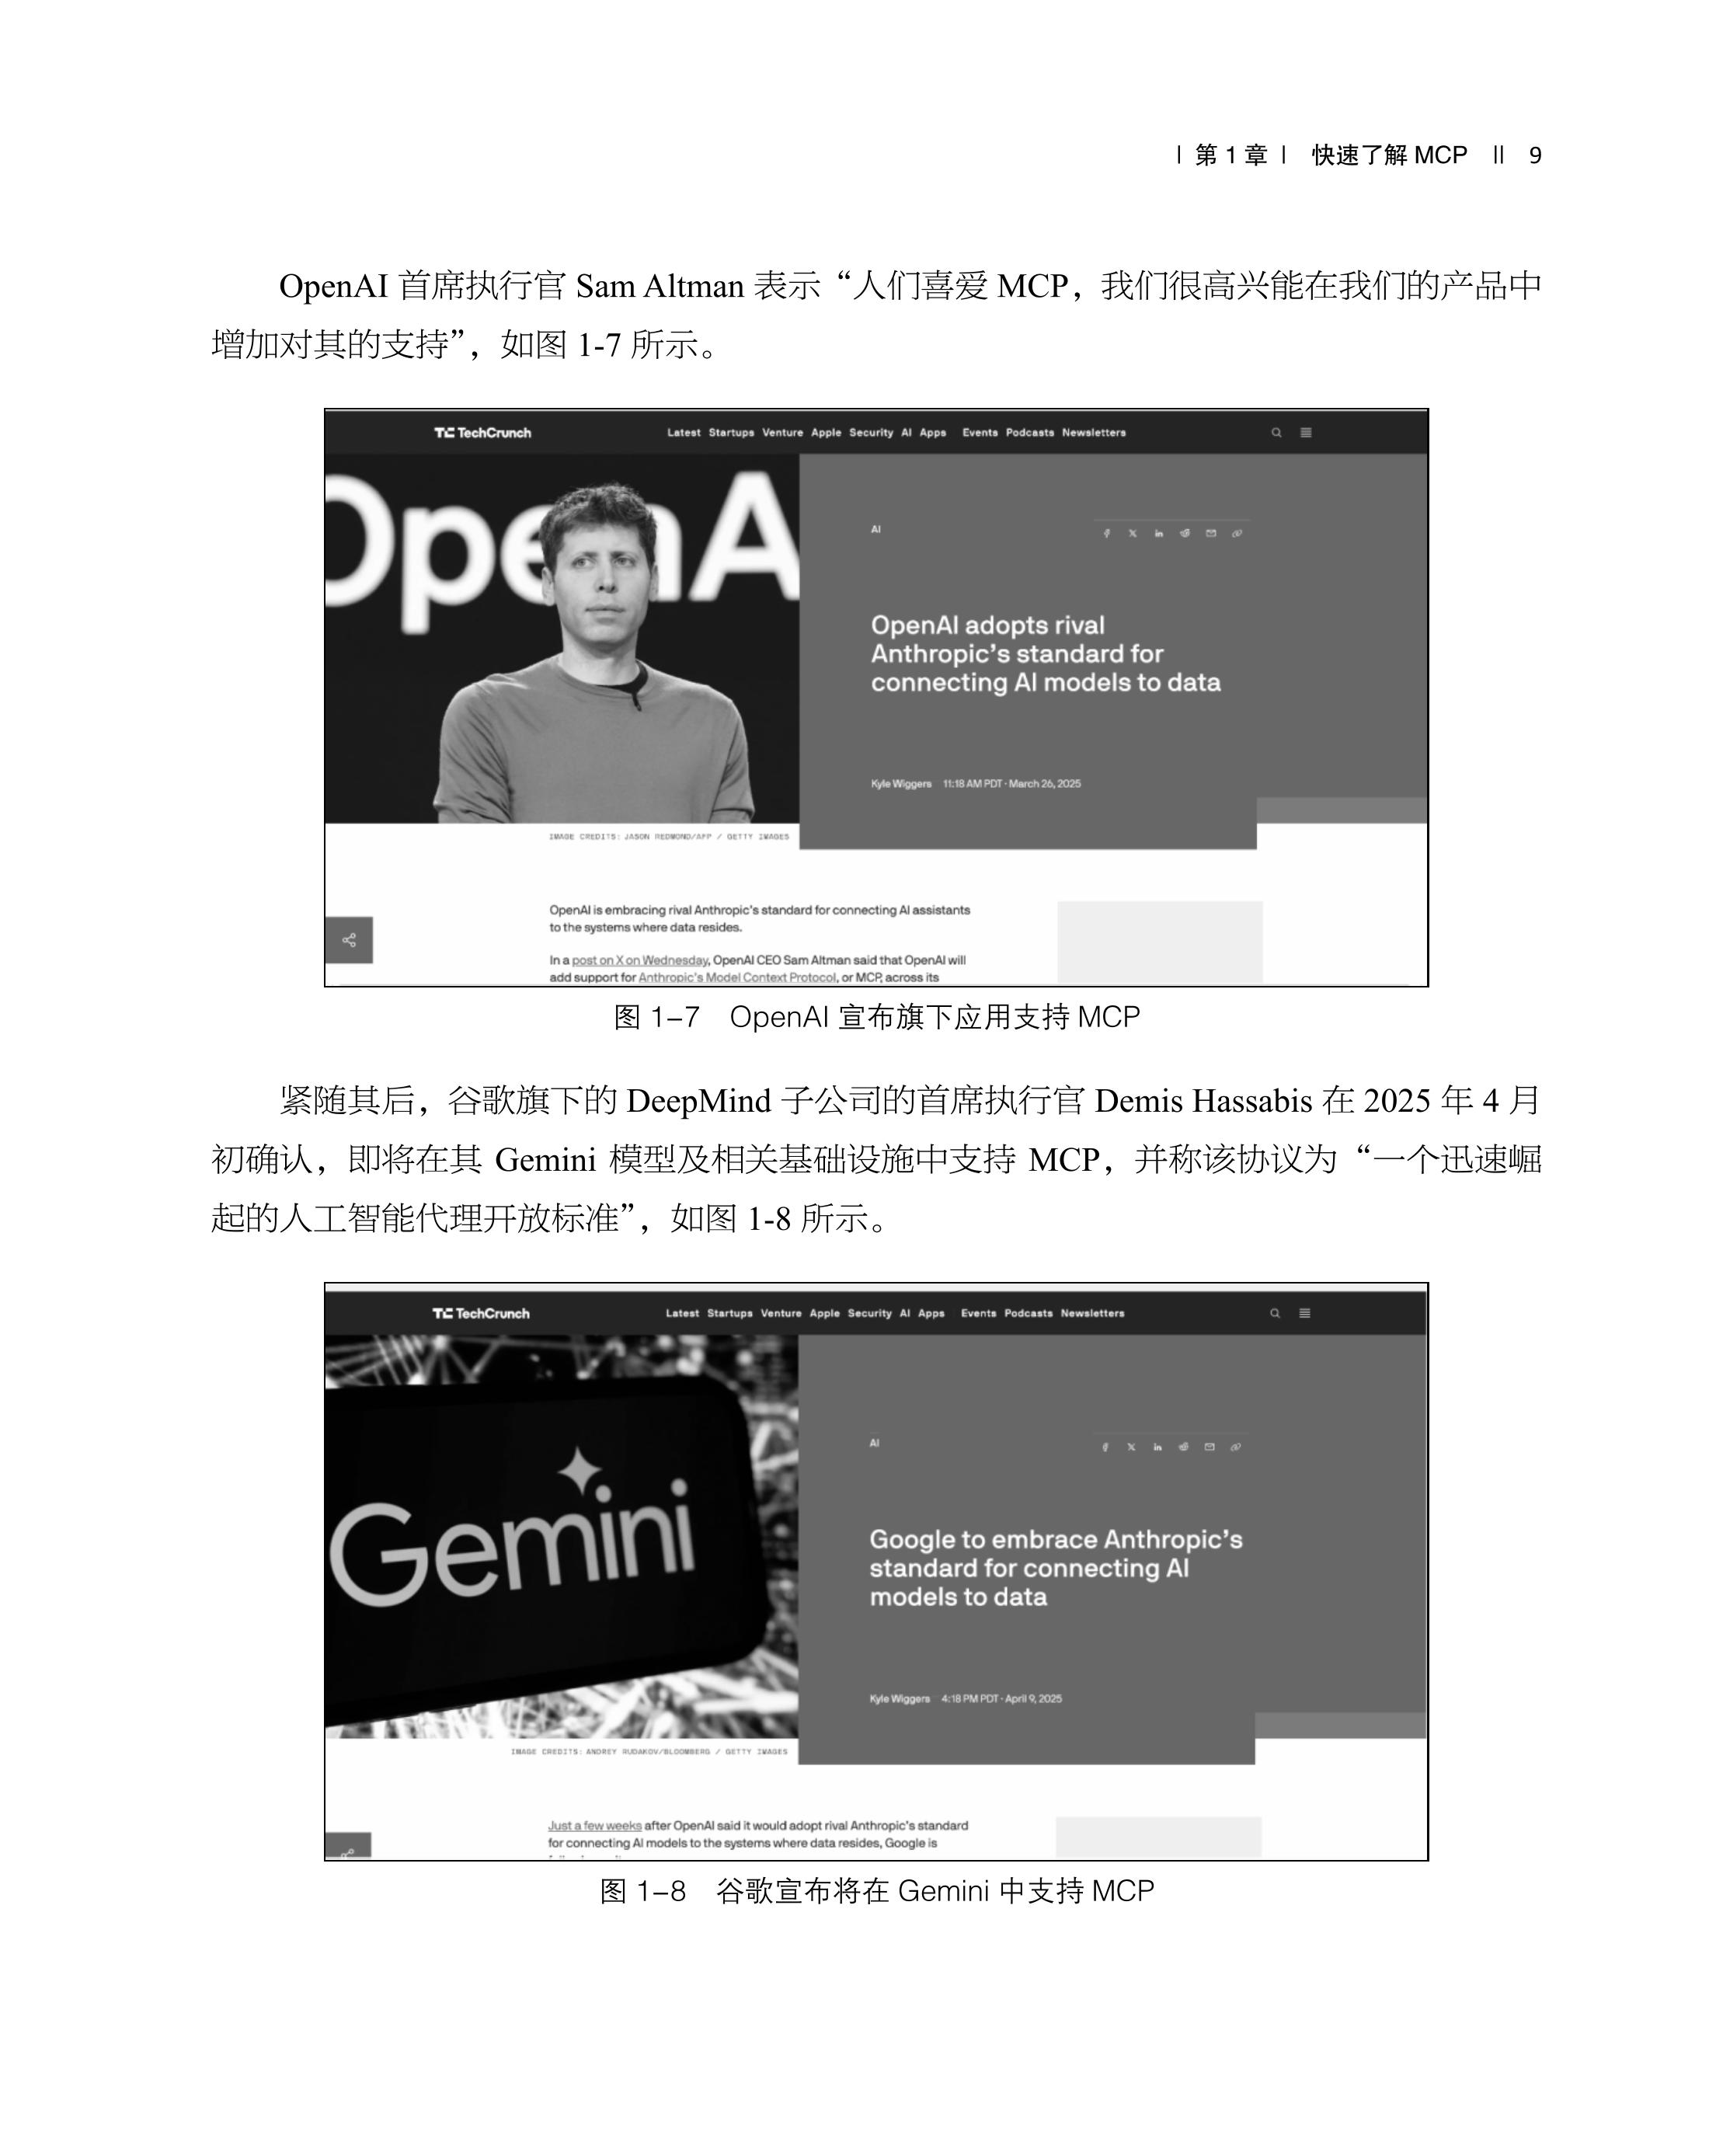 | 第 1 章 | 快速了解 MCP || 9
OpenAI 首席执行官 Sam Altman 表示“人们喜爱 MCP，我们很高兴能在我们的产品中
增加对其的支持”，如图 1-7 所示。
TechCrunch Latest Startups Venture Apple Security AI Apps Events Podcasts Newsletters
OpenA
AI
OpenAI adopts rival
Anthropic's standard for
connecting AI models to data
Kyle Wiggers 11:18 AM PDT · March 26, 2025
IMAGE CREDITS: JASON REDMOND/AFP / GETTY IMAGES
OpenAI is embracing rival Anthropic's standard for connecting AI assistants
to the systems where data resides.
In a post on X on Wednesday, OpenAI CEO Sam Altman said that OpenAI will
add support for Anthropic's Model Context Protocol, or MCP, across its
图 1-7 OpenAI 宣布旗下应用支持 MCP
紧随其后，谷歌旗下的 DeepMind 子公司的首席执行官 Demis Hassabis 在 2025 年 4 月
初确认，即将在其 Gemini 模型及相关基础设施中支持 MCP，并称该协议为“一个迅速崛
起的人工智能代理开放标准”，如图 1-8 所示。
TechCrunch Latest Startups Venture Apple Security AI Apps Events Podcasts Newsletters
Gemini
AI
Google to embrace Anthropic's
standard for connecting AI
models to data
Kyle Wiggers 4:18 PM PDT · April 9, 2025
IMAGE CREDITS: ANDREY RUDAKOV/BLOOMBERG / GETTY IMAGES
Just a few weeks after OpenAI said it would adopt rival Anthropic's standard
for connecting AI models to the systems where data resides, Google is
图 1-8 谷歌宣布将在 Gemini 中支持 MCP